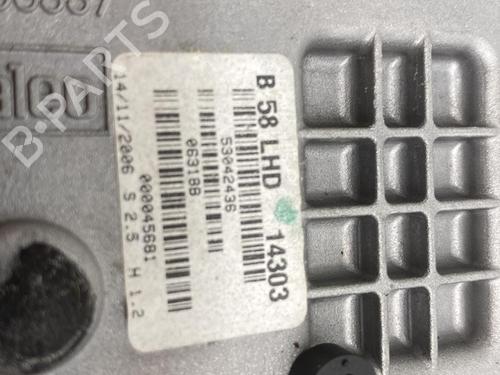 B-PARTS
B 58 LHD 14303
53042436
063188
000045681
14/11/2006 S 2.5 H 1.2